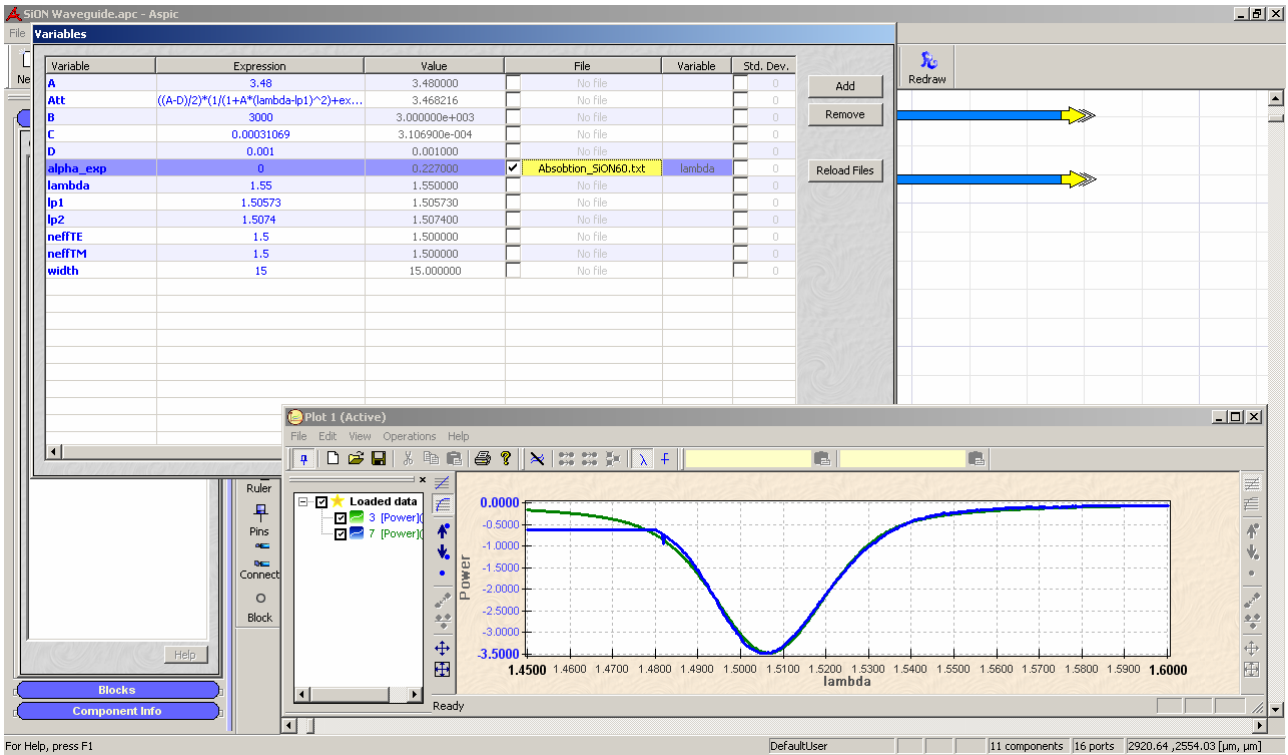 SiON Waveguide.apc - Aspic
File
Variables
Variable Expression Value File Variable Std. Dev.
A 3.48 3.480000 No file 0
Att ((A-D)/2)*(1/(1+A*(lambda-lp1)^2)+ex... 3.468216 No file 0
B 3000 3.000000e+003 No file 0
C 0.00031069 3.106900e-004 No file 0
D 0.001 0.001000 No file 0
alpha_exp 0 0.227000 Absobtion_SiON60.txt lambda 0
lambda 1.55 1.550000 No file 0
lp1 1.50573 1.505730 No file 0
lp2 1.5074 1.507400 No file 0
neffTE 1.5 1.500000 No file 0
neffTM 1.5 1.500000 No file 0
width 15 15.000000 No file 0
Add
Remove
Reload Files
Redraw
Ne
Plot 1 (Active)
File Edit View Operations Help
λ F
Loaded data
3 [Power](
7 [Power](
Power
0.0000
-0.5000
-1.0000
-1.5000
-2.0000
-2.5000
-3.0000
-3.5000
1.4500 1.4600 1.4700 1.4800 1.4900 1.5000 1.5100 1.5200 1.5300 1.5400 1.5500 1.5600 1.5700 1.5800 1.5900 1.6000
lambda
Ready
Ruler
Pins
Connect
Block
Help
Blocks
Component Info
For Help, press F1
DefaultUser 11 components 16 ports 2920.64 ,2554.03 [µm, µm]